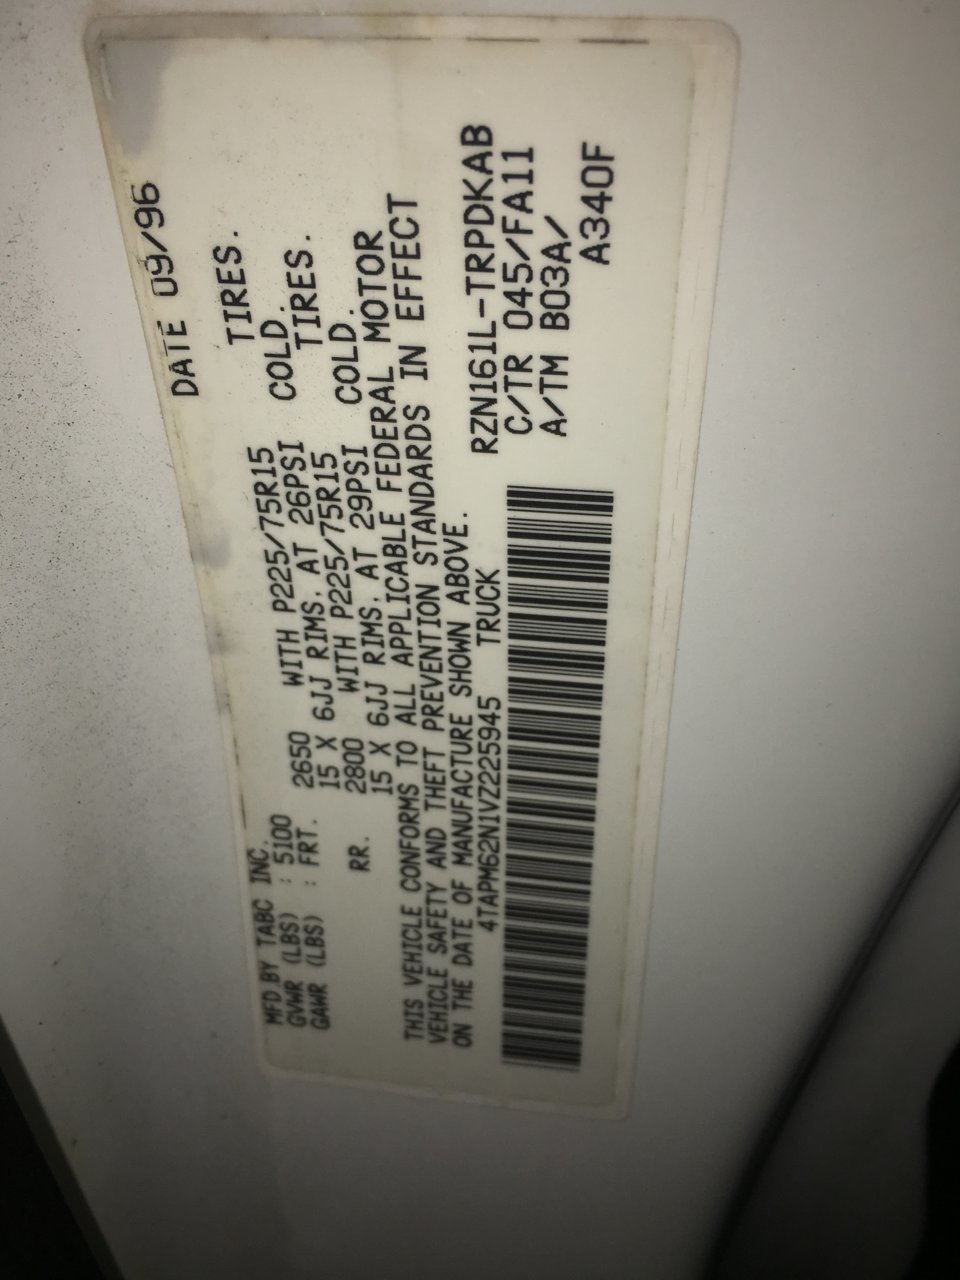 MFD BY TABC INC. DATE 09/96
GVWR (LBS) : 5100
GAWR (LBS) : FRT. 2650 WITH P225/75R15 TIRES.
15 X 6JJ RIMS, AT 26PSI COLD.
RR. 2800 WITH P225/75R15 TIRES.
15 X 6JJ RIMS, AT 29PSI COLD.
THIS VEHICLE CONFORMS TO ALL APPLICABLE FEDERAL MOTOR
VEHICLE SAFETY AND THEFT PREVENTION STANDARDS IN EFFECT
ON THE DATE OF MANUFACTURE SHOWN ABOVE.
4TAPM62N1VZ225945 TRUCK RZN161L-TRPDKAB
C/TR 045/FA11
A/TM B03A/
A340F